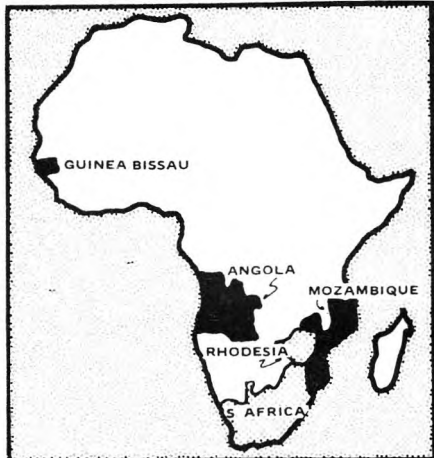 GUINEA BISSAU
ANGOLA
MOZAMBIQUE
RHODESIA
S AFRICA